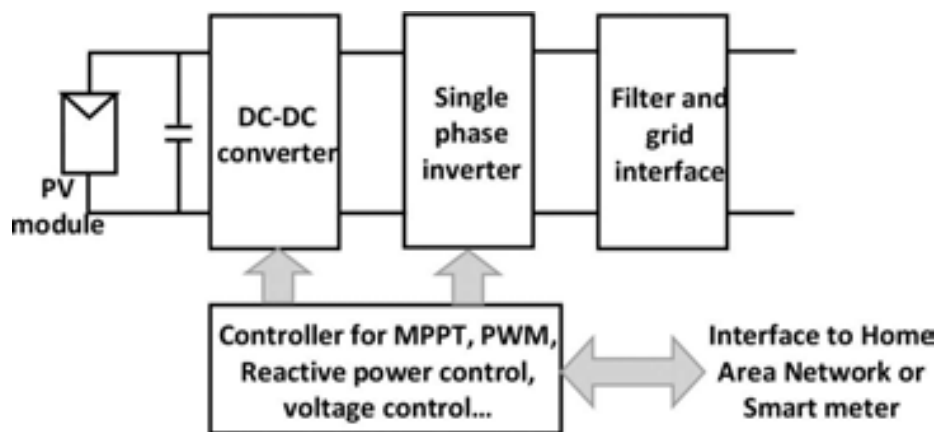 PV
module
DC-DC
converter
Single
phase
inverter
Filter and
grid
interface
Controller for MPPT, PWM,
Reactive power control,
voltage control...
Interface to Home
Area Network or
Smart meter